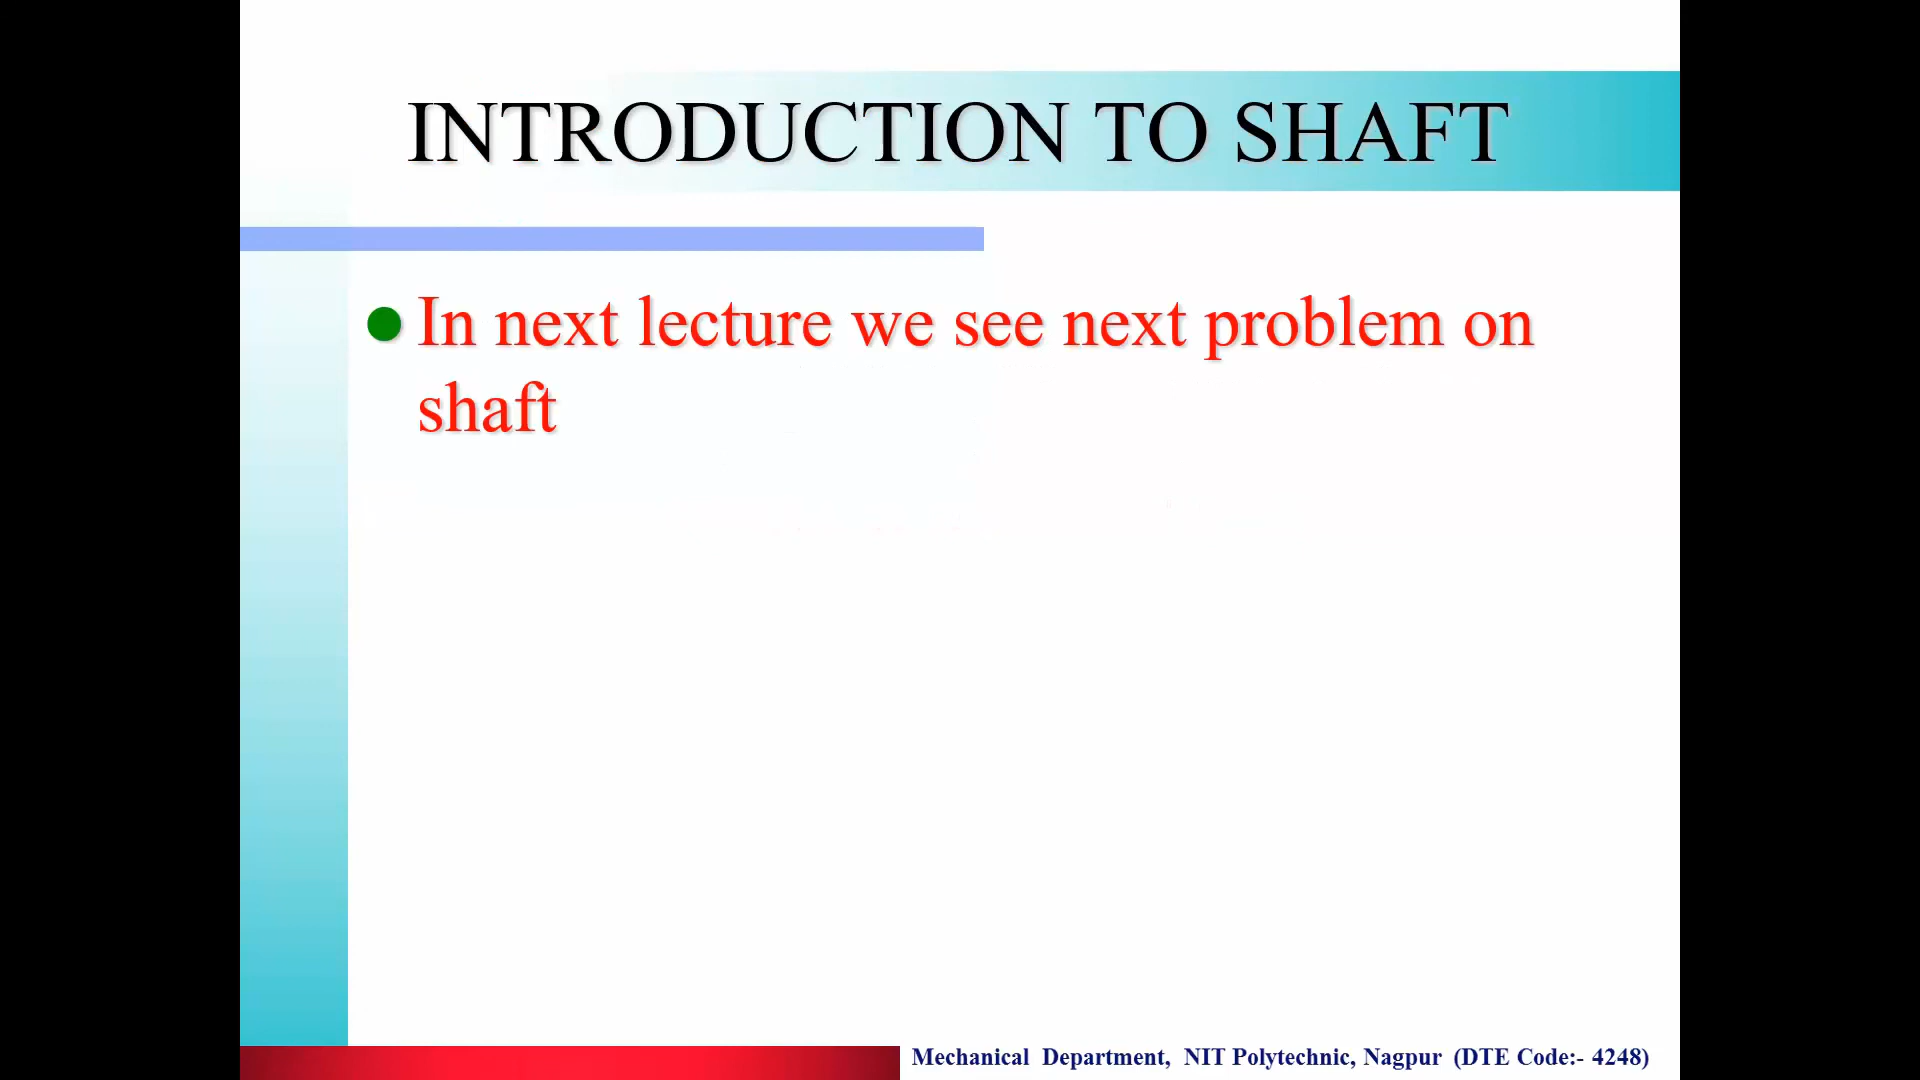 INTRODUCTION TO SHAFT
In next lecture we see next problem on
shaft
Mechanical Department, NIT Polytechnic, Nagpur (DTE Code:- 4248)